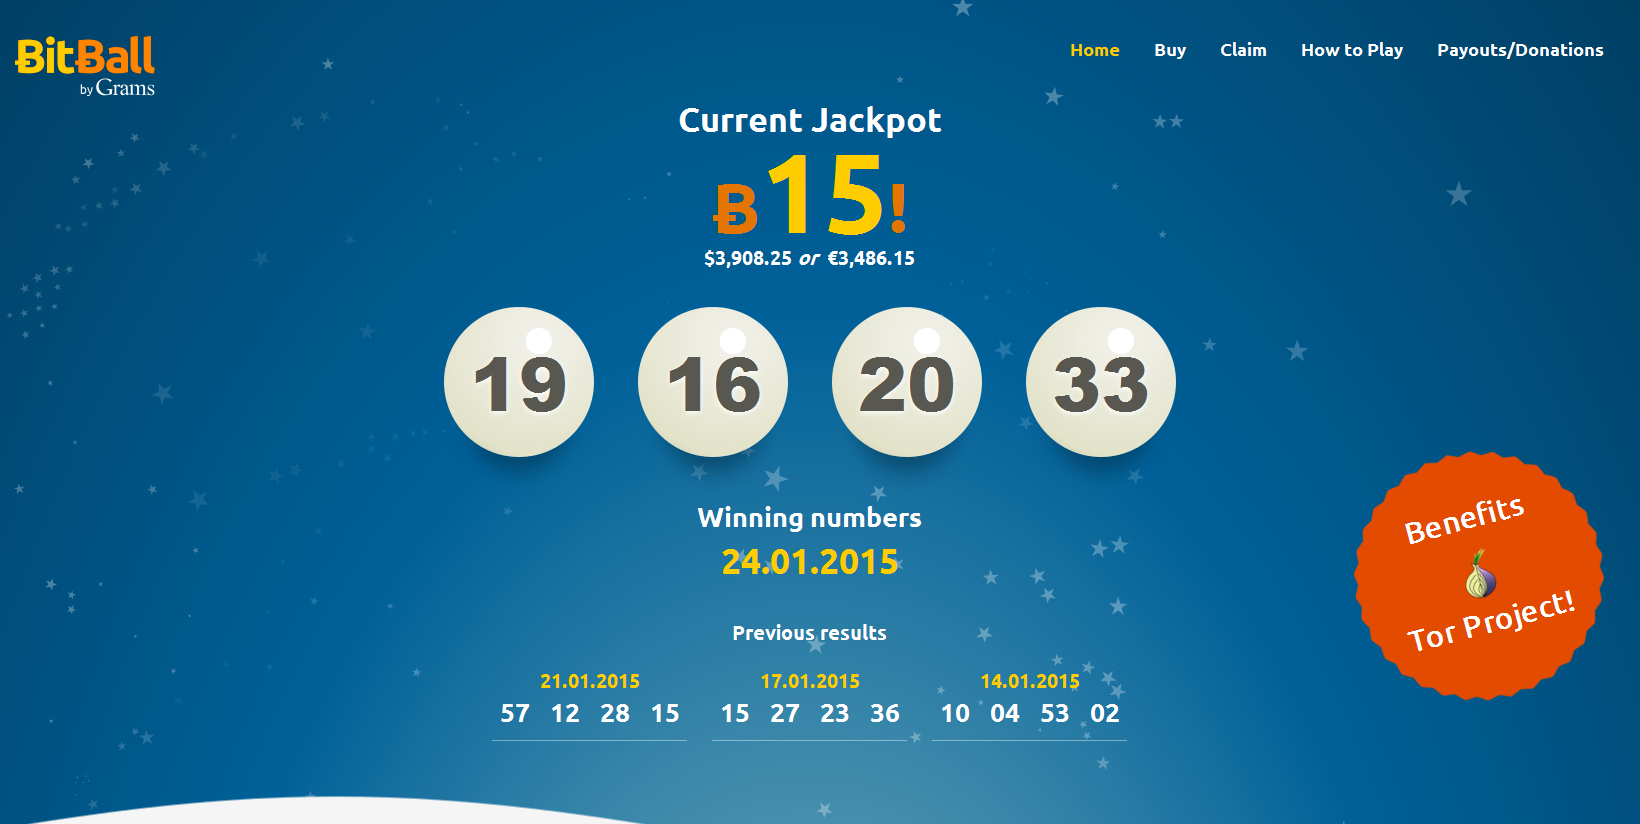 BitBall
by Grams
Home Buy Claim How to Play Payouts/Donations
Current Jackpot
Ƀ15!
$3,908.25 or €3,486.15
19 16 20 33
Winning numbers
24.01.2015
Benefits
Tor Project!
Previous results
21.01.2015 17.01.2015 14.01.2015
57 12 28 15 15 27 23 36 10 04 53 02